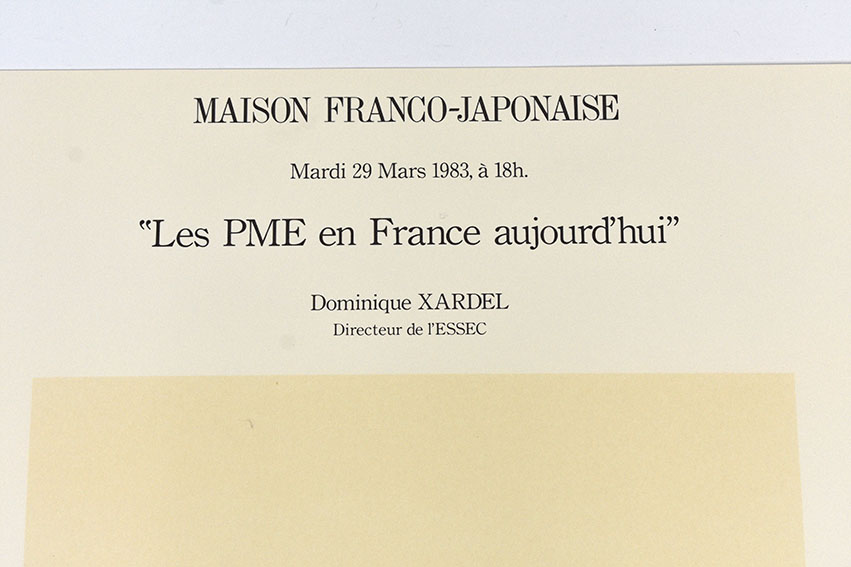 MAISON FRANCO-JAPONAISE
Mardi 29 Mars 1983, à 18h.
"Les PME en France aujourd'hui"
Dominique XARDEL
Directeur de l'ESSEC